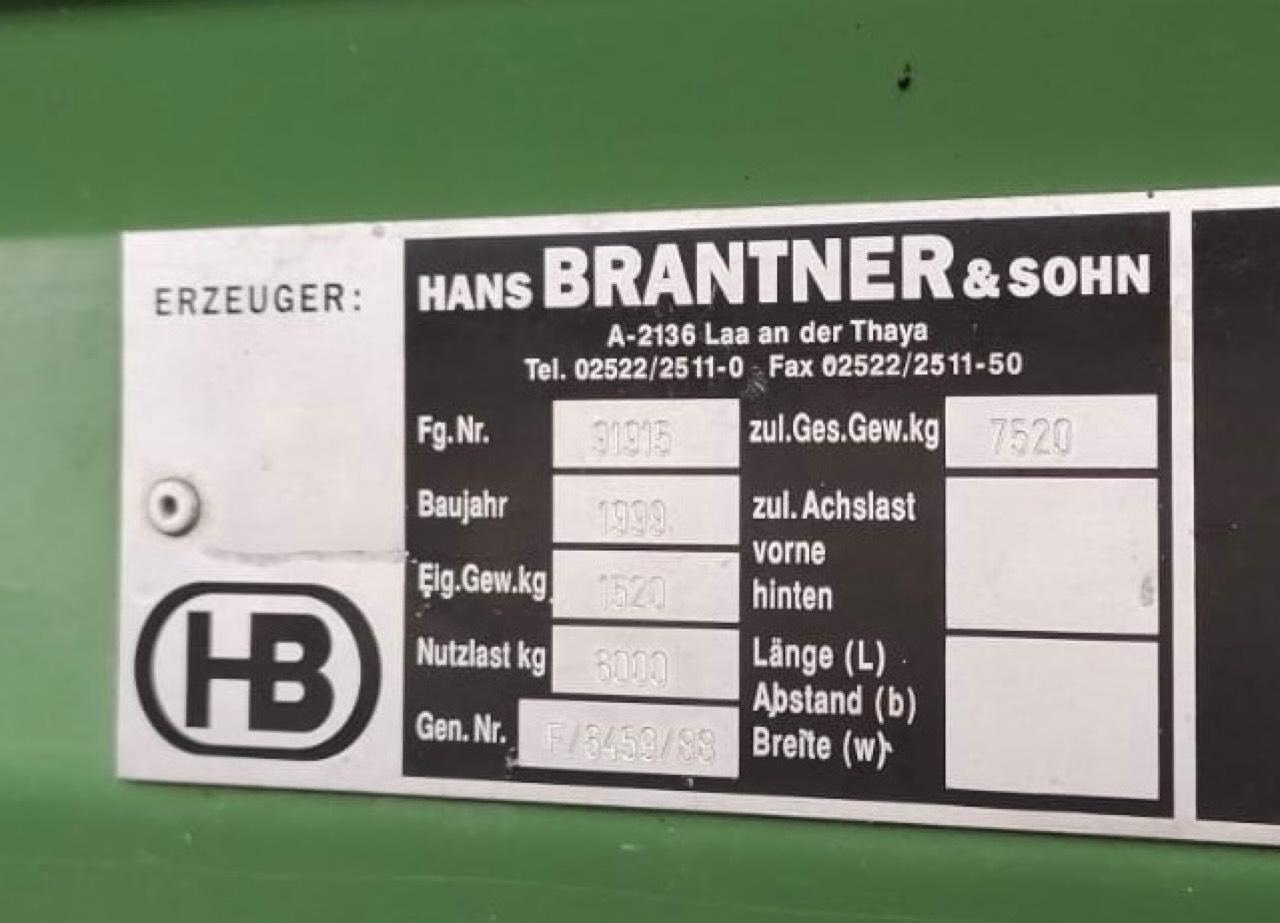 ERZEUGER:
HANS BRANTNER & SOHN
A-2136 Laa an der Thaya
Tel. 02522/2511-0 Fax 02522/2511-50
Fg.Nr. 91915 zul.Ges.Gew.kg 7520
Baujahr 1999 zul. Achslast
vorne
Eig.Gew.kg 1520 hinten
Nutzlast kg 6000 Länge (L)
Abstand (b)
Gen.Nr. Breite (w)
HB